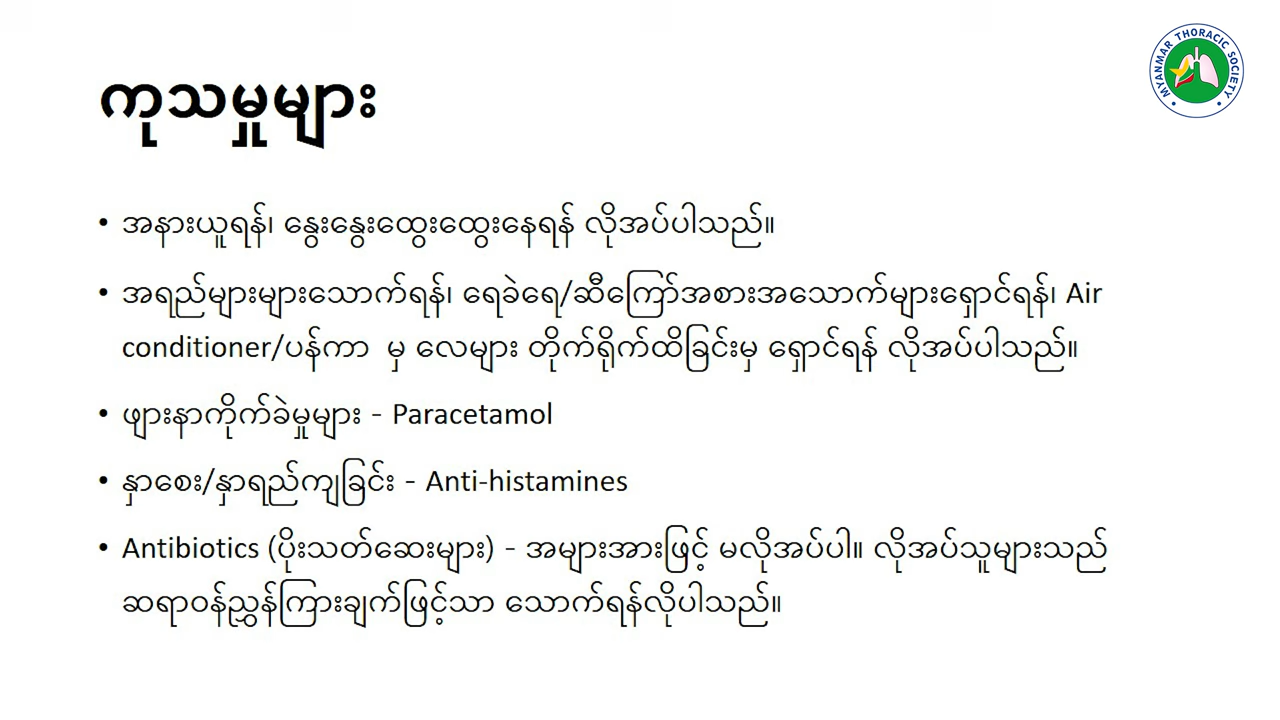 MYANMAR THORACIC SOCIETY
ကုသမှုများ
• အနားယူရန်၊ နွေးနွေးထွေးထွေးနေရန် လိုအပ်ပါသည်။
• အရည်များများသောက်ရန်၊ ရေခဲရေ/ဆီကြော်အစားအသောက်များရှောင်ရန်၊ Air
conditioner/ပန်ကာ မှ လေများ တိုက်ရိုက်ထိခြင်းမှ ရှောင်ရန် လိုအပ်ပါသည်။
• ဖျားနာကိုက်ခဲမှုများ - Paracetamol
• နှာစေး/နှာရည်ကျခြင်း - Anti-histamines
• Antibiotics (ပိုးသတ်ဆေးများ) - အများအားဖြင့် မလိုအပ်ပါ။ လိုအပ်သူများသည်
ဆရာဝန်ညွှန်ကြားချက်ဖြင့်သာ သောက်ရန်လိုပါသည်။